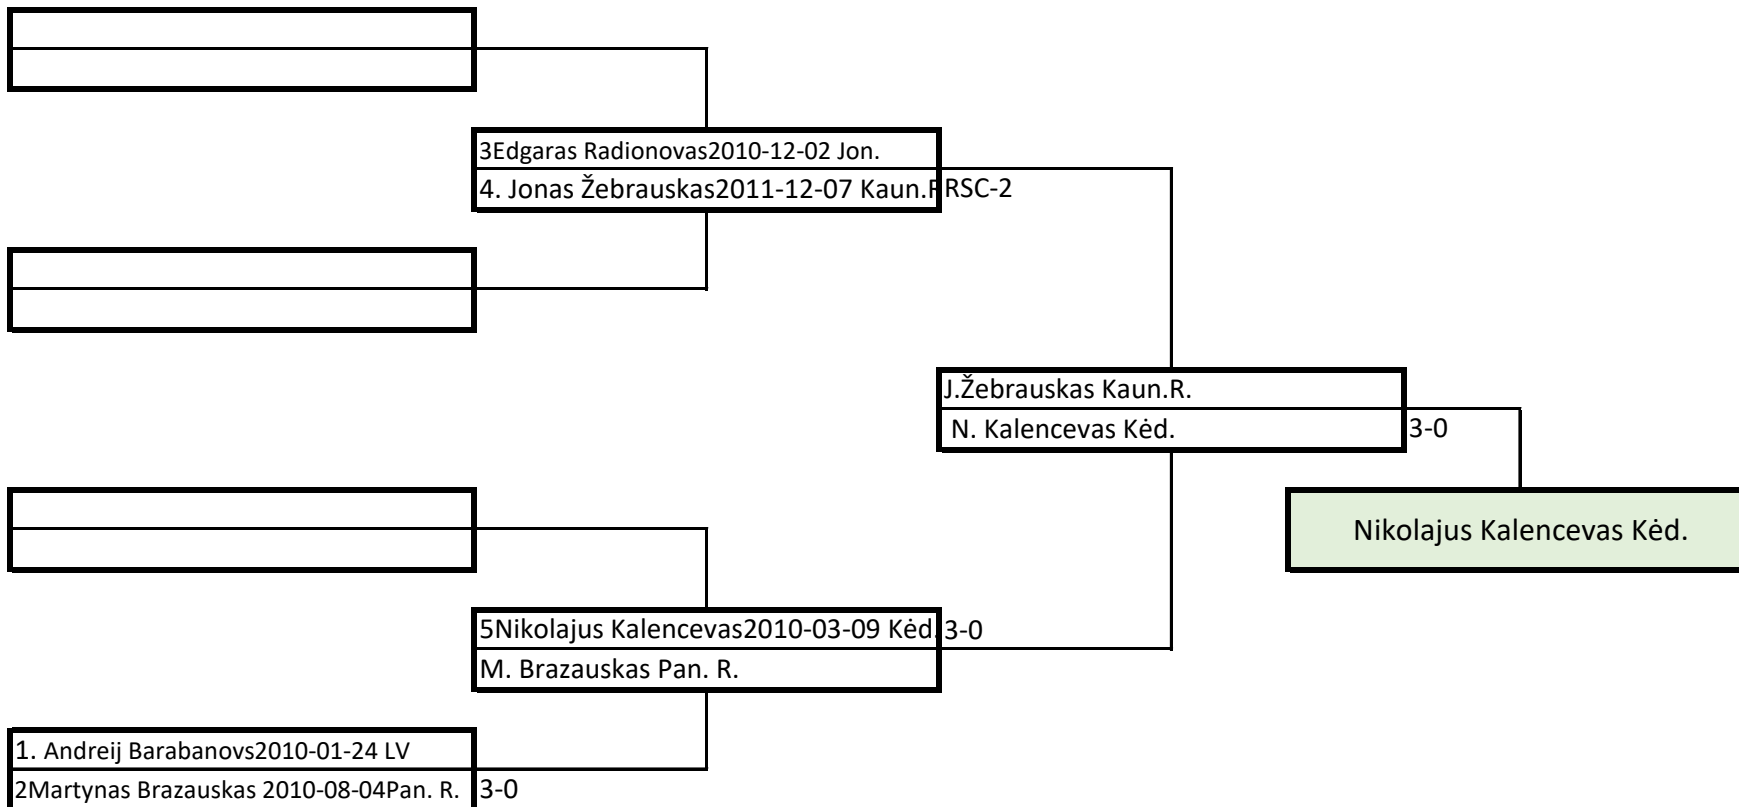 3Edgaras Radionovas2010-12-02 Jon.
4. Jonas Žebrauskas2011-12-07 Kaun.R RSC-2
J.Žebrauskas Kaun.R.
N. Kalencevas Kėd. 3-0
Nikolajus Kalencevas Kėd.
5Nikolajus Kalencevas2010-03-09 Kėd. 3-0
M. Brazauskas Pan. R.
1. Andreij Barabanovs2010-01-24 LV
2Martynas Brazauskas 2010-08-04Pan. R. 3-0